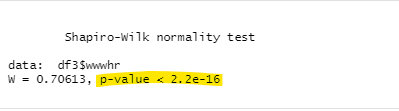 Shapiro-Wilk normality test
data:  df3$wwwhr
W = 0.70613, p-value < 2.2e-16